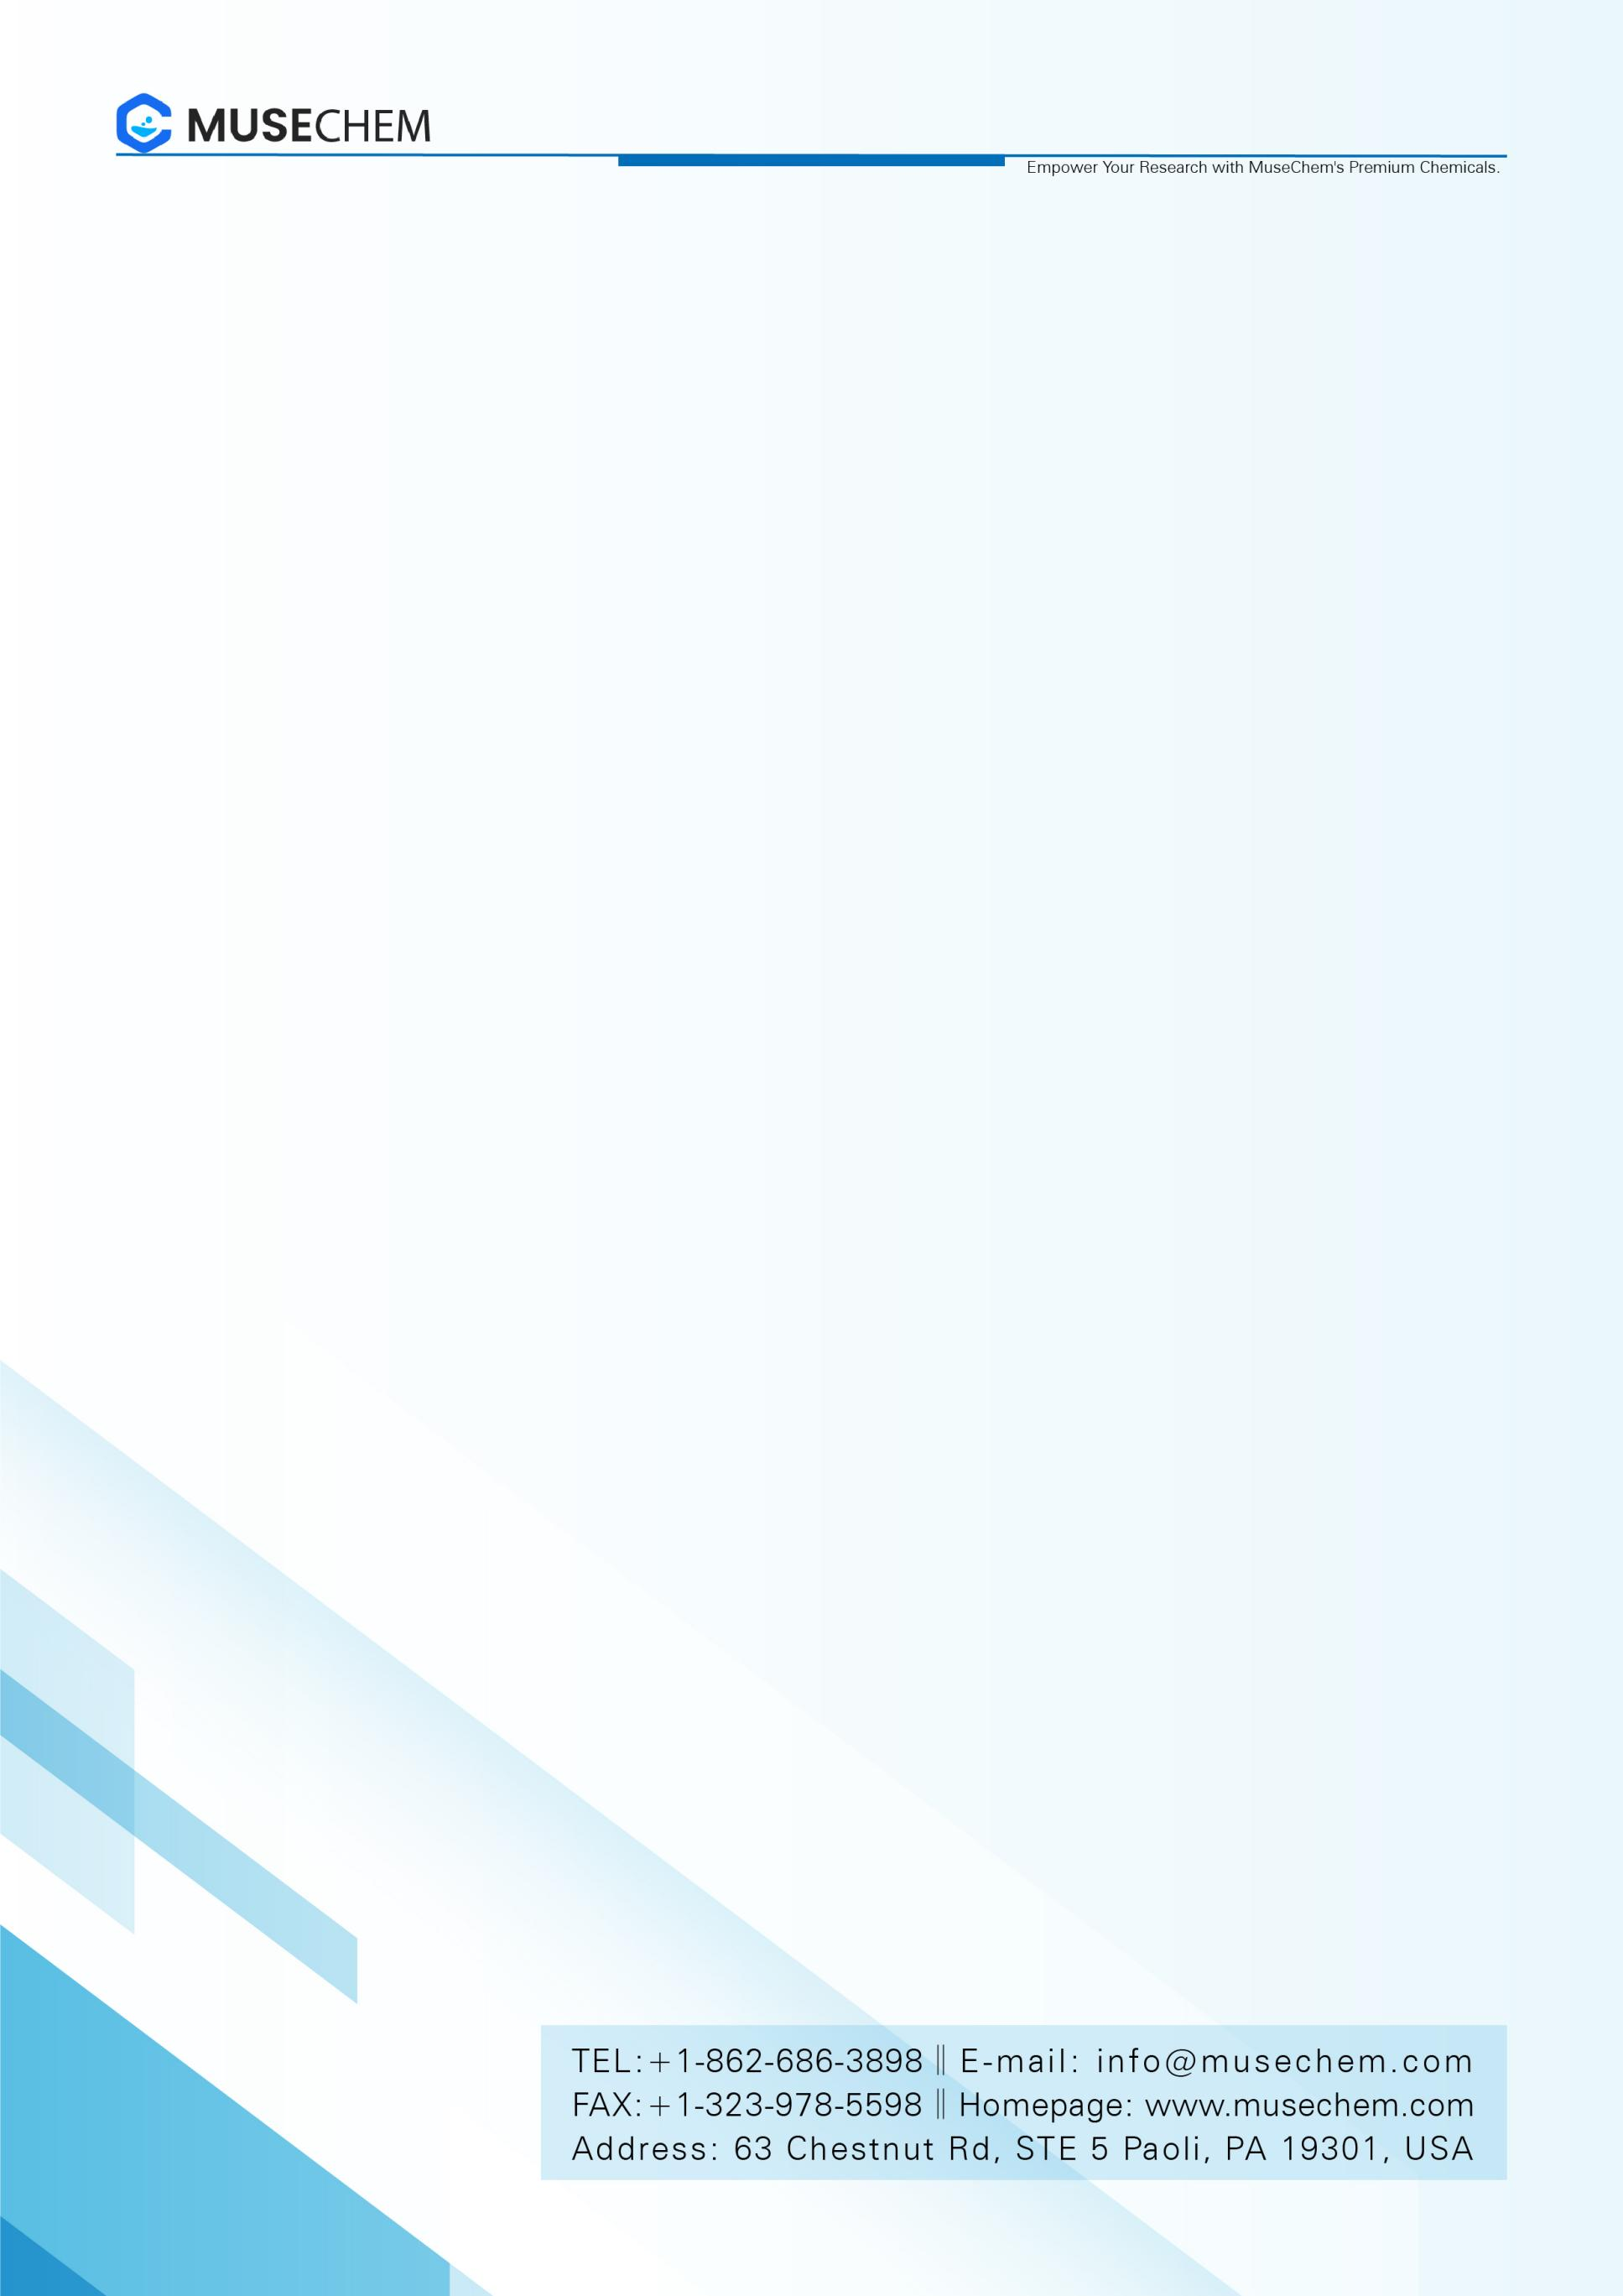 MUSECHEM
Empower Your Research with MuseChem's Premium Chemicals.
TEL:+1-862-686-3898 || E-mail: info@musechem.com
FAX:+1-323-978-5598 || Homepage: www.musechem.com
Address: 63 Chestnut Rd, STE 5 Paoli, PA 19301, USA